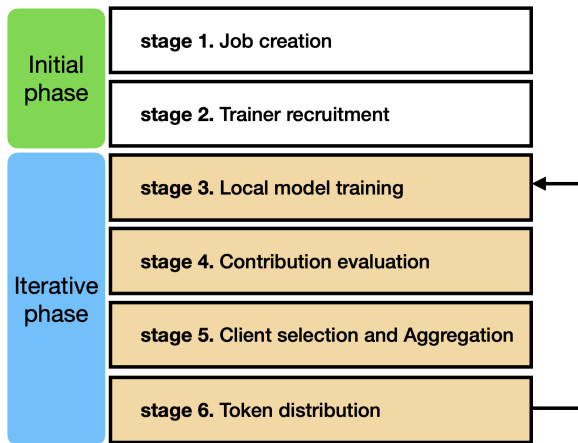 Initial
phase
stage 1. Job creation
stage 2. Trainer recruitment
Iterative
phase
stage 3. Local model training
stage 4. Contribution evaluation
stage 5. Client selection and Aggregation
stage 6. Token distribution